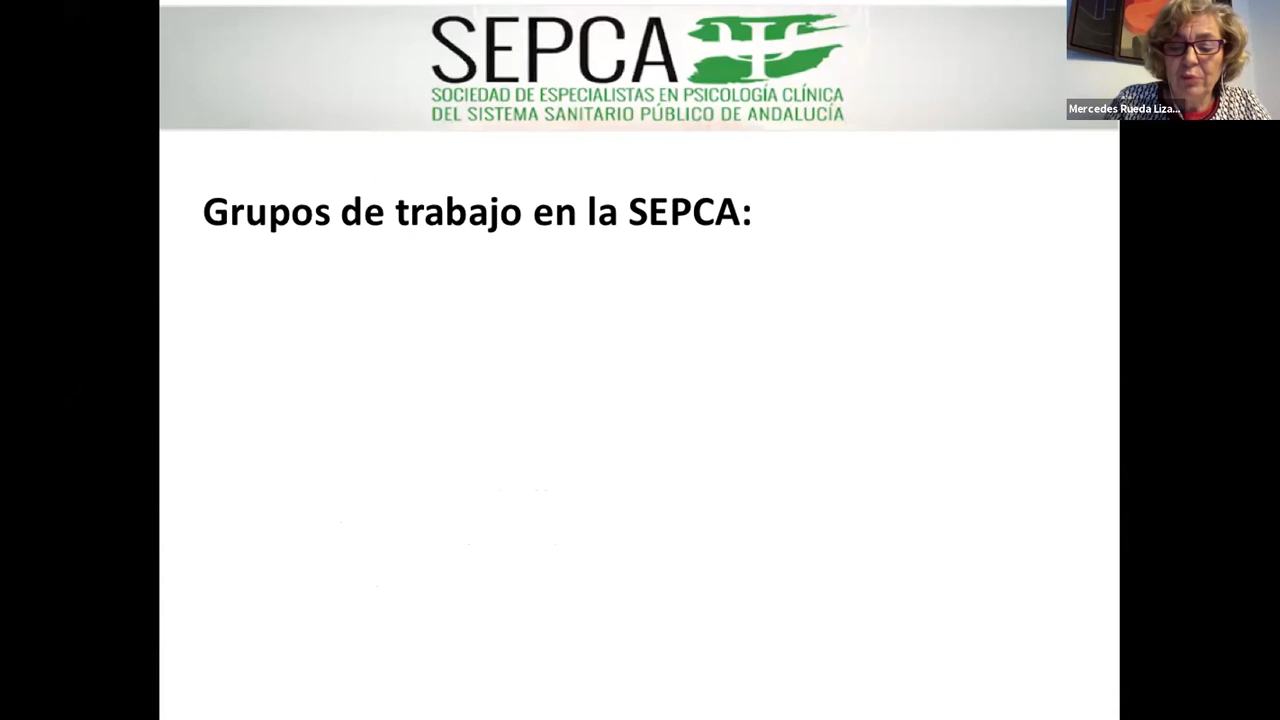 SEPCA
SOCIEDAD DE ESPECIALISTAS EN PSICOLOGÍA CLÍNICA
DEL SISTEMA SANITARIO PÚBLICO DE ANDALUCÍA
Mercedes Rueda Liza...
Grupos de trabajo en la SEPCA: